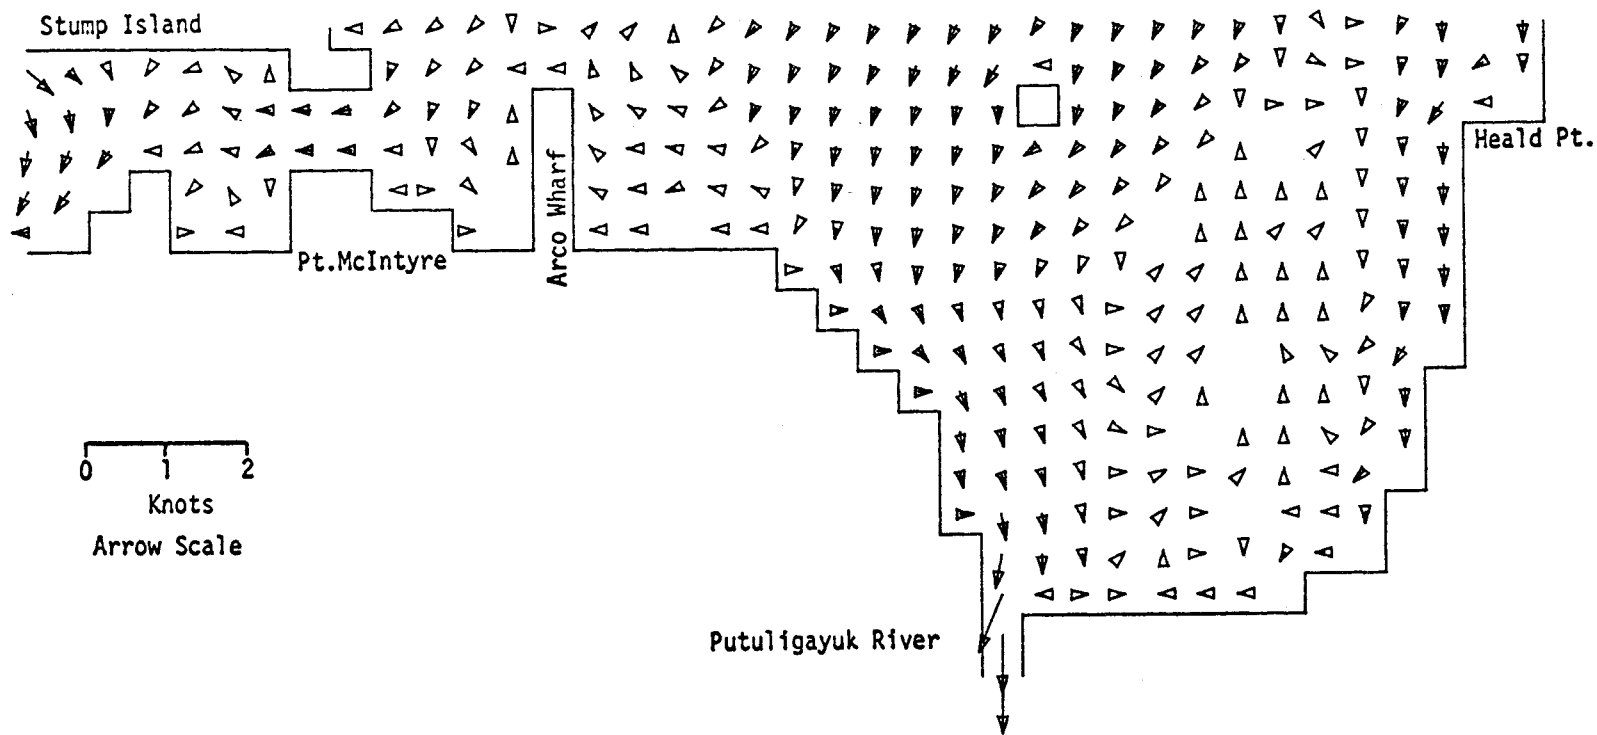 Stump Island
Heald Pt.
Arco Wharf
Pt.McIntyre
0 1 2
Knots
Arrow Scale
Putuligayuk River